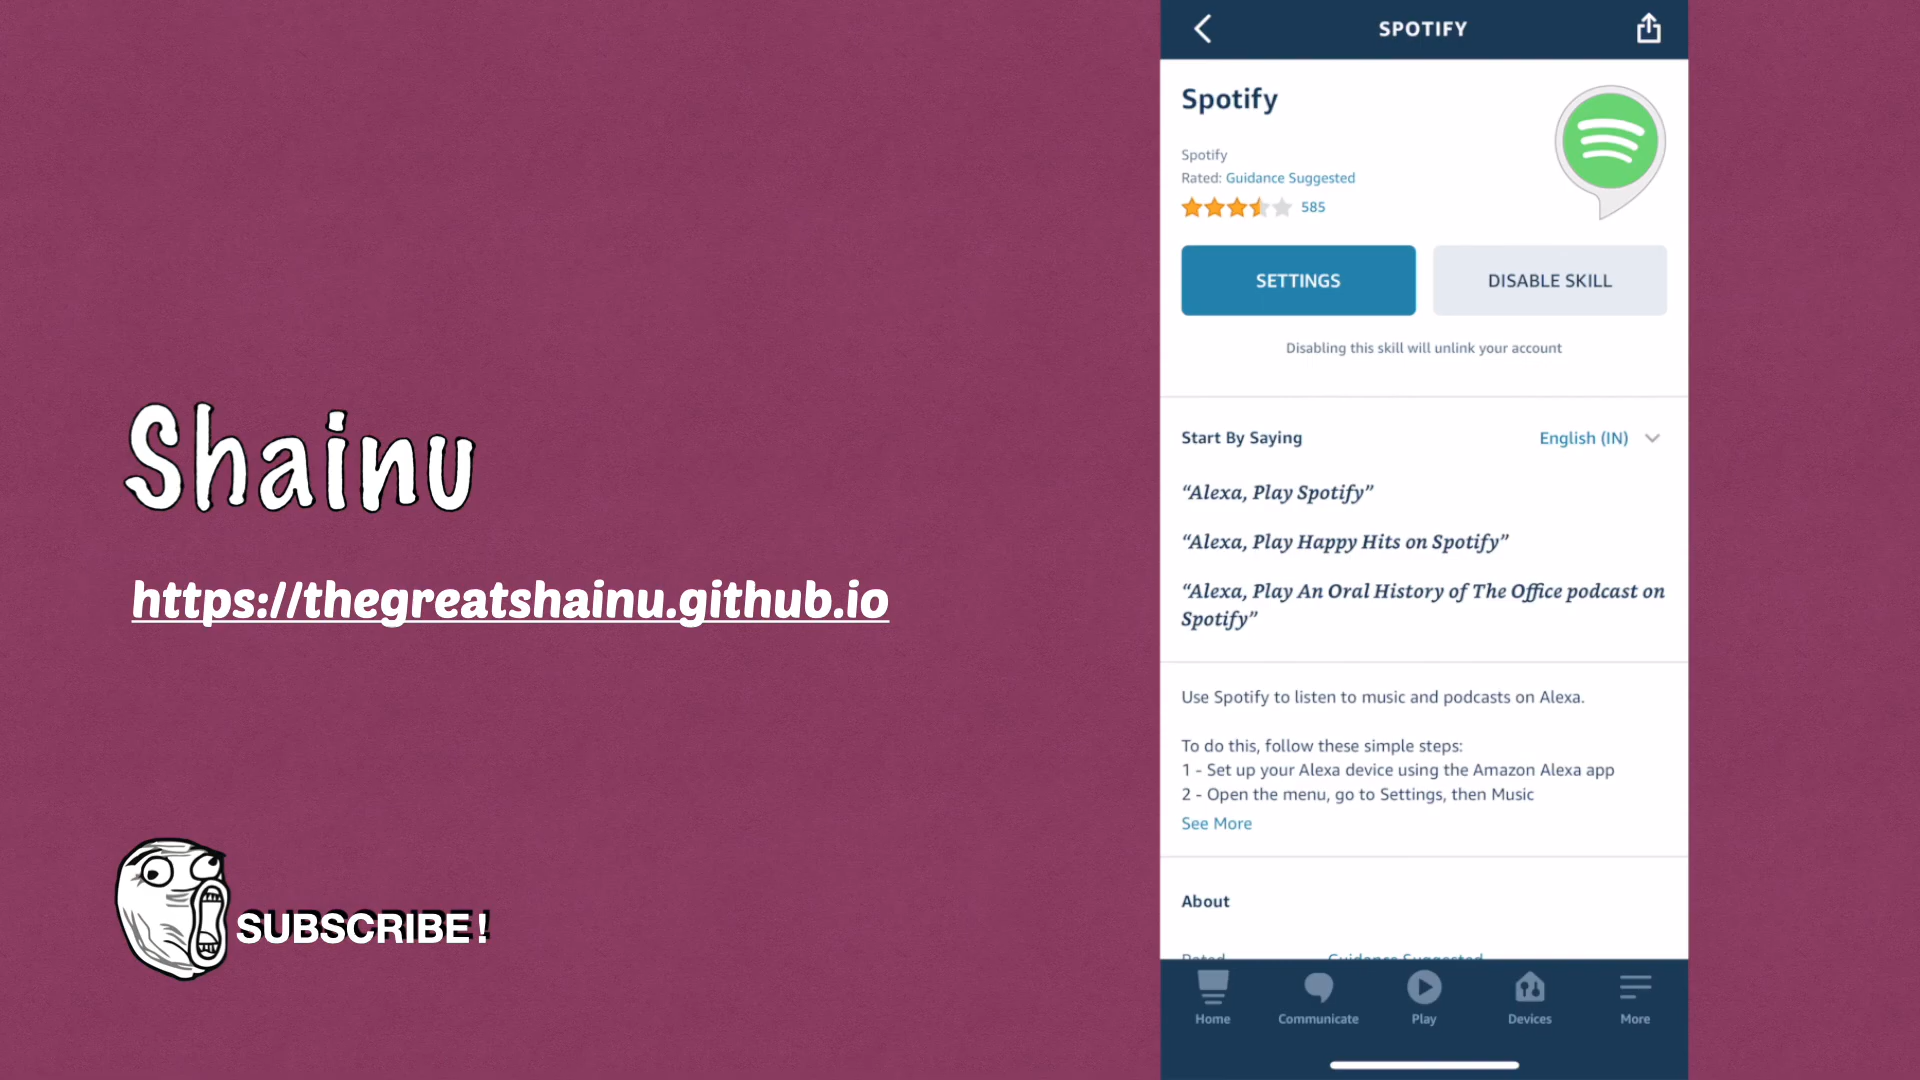 Shainu
https://thegreatshainu.github.io
SUBSCRIBE!
SPOTIFY
Spotify
Spotify
Rated: Guidance Suggested
585
SETTINGS
DISABLE SKILL
Disabling this skill will unlink your account
Start By Saying
English (IN)
“Alexa, Play Spotify”
“Alexa, Play Happy Hits on Spotify”
“Alexa, Play An Oral History of The Office podcast on
Spotify”
Use Spotify to listen to music and podcasts on Alexa.
To do this, follow these simple steps:
1 - Set up your Alexa device using the Amazon Alexa app
2 - Open the menu, go to Settings, then Music
See More
About
Rated Guidance Suggested
Home
Communicate
Play
Devices
More